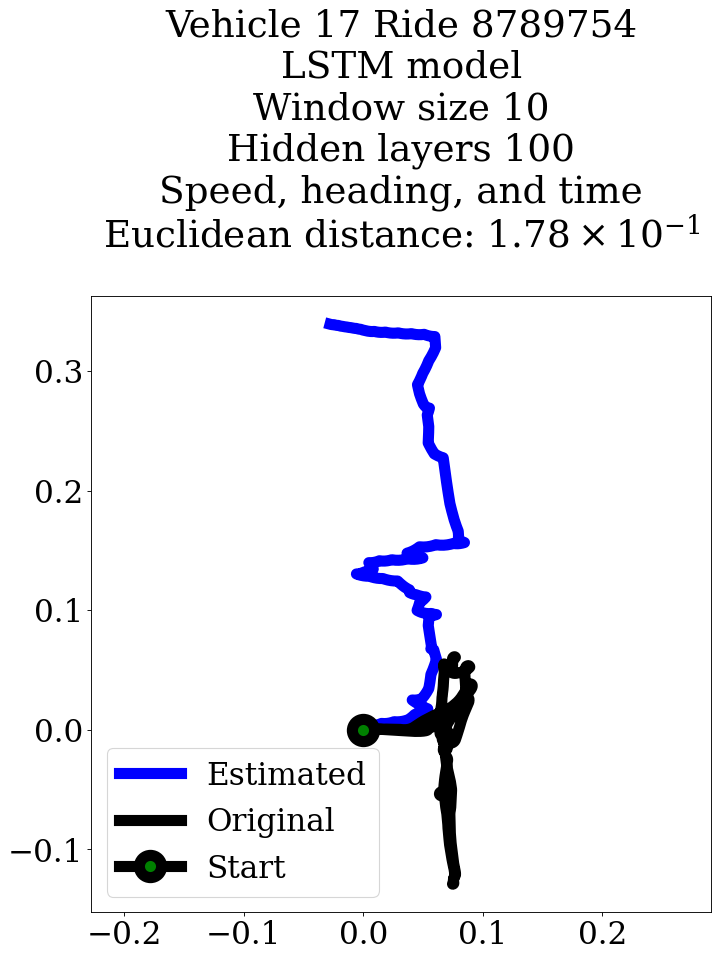 Vehicle 17 Ride 8789754
LSTM model
Window size 10
Hidden layers 100
Speed, heading, and time
Euclidean distance: 1.78 × 10⁻¹
0.3
0.2
0.1
0.0
−0.1
Estimated
Original
Start
−0.2 −0.1 0.0 0.1 0.2